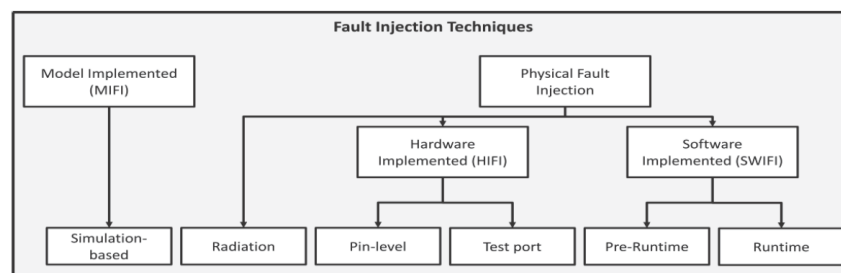 Fault Injection Techniques
Model Implemented
(MIFI)
Physical Fault
Injection
Hardware
Implemented (HIFI)
Software
Implemented (SWIFI)
Simulation-
based
Radiation
Pin-level
Test port
Pre-Runtime
Runtime